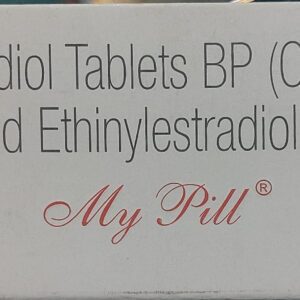 diol Tablets BP (C
d Ethinylestradiol
My Pill®